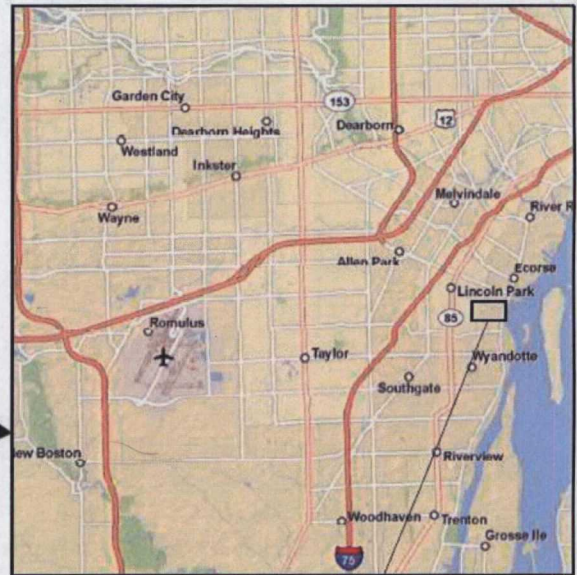 Garden City
153
Dearborn Heights
Dearborn
12
Westland
Inkster
Melvindale
Wayne
River R
Allen Park
Ecorse
Lincoln Park
Romulus
85
Taylor
Wyandotte
Southgate
ew Boston
Riverview
Woodhaven
Trenton
Grosse Ile
75